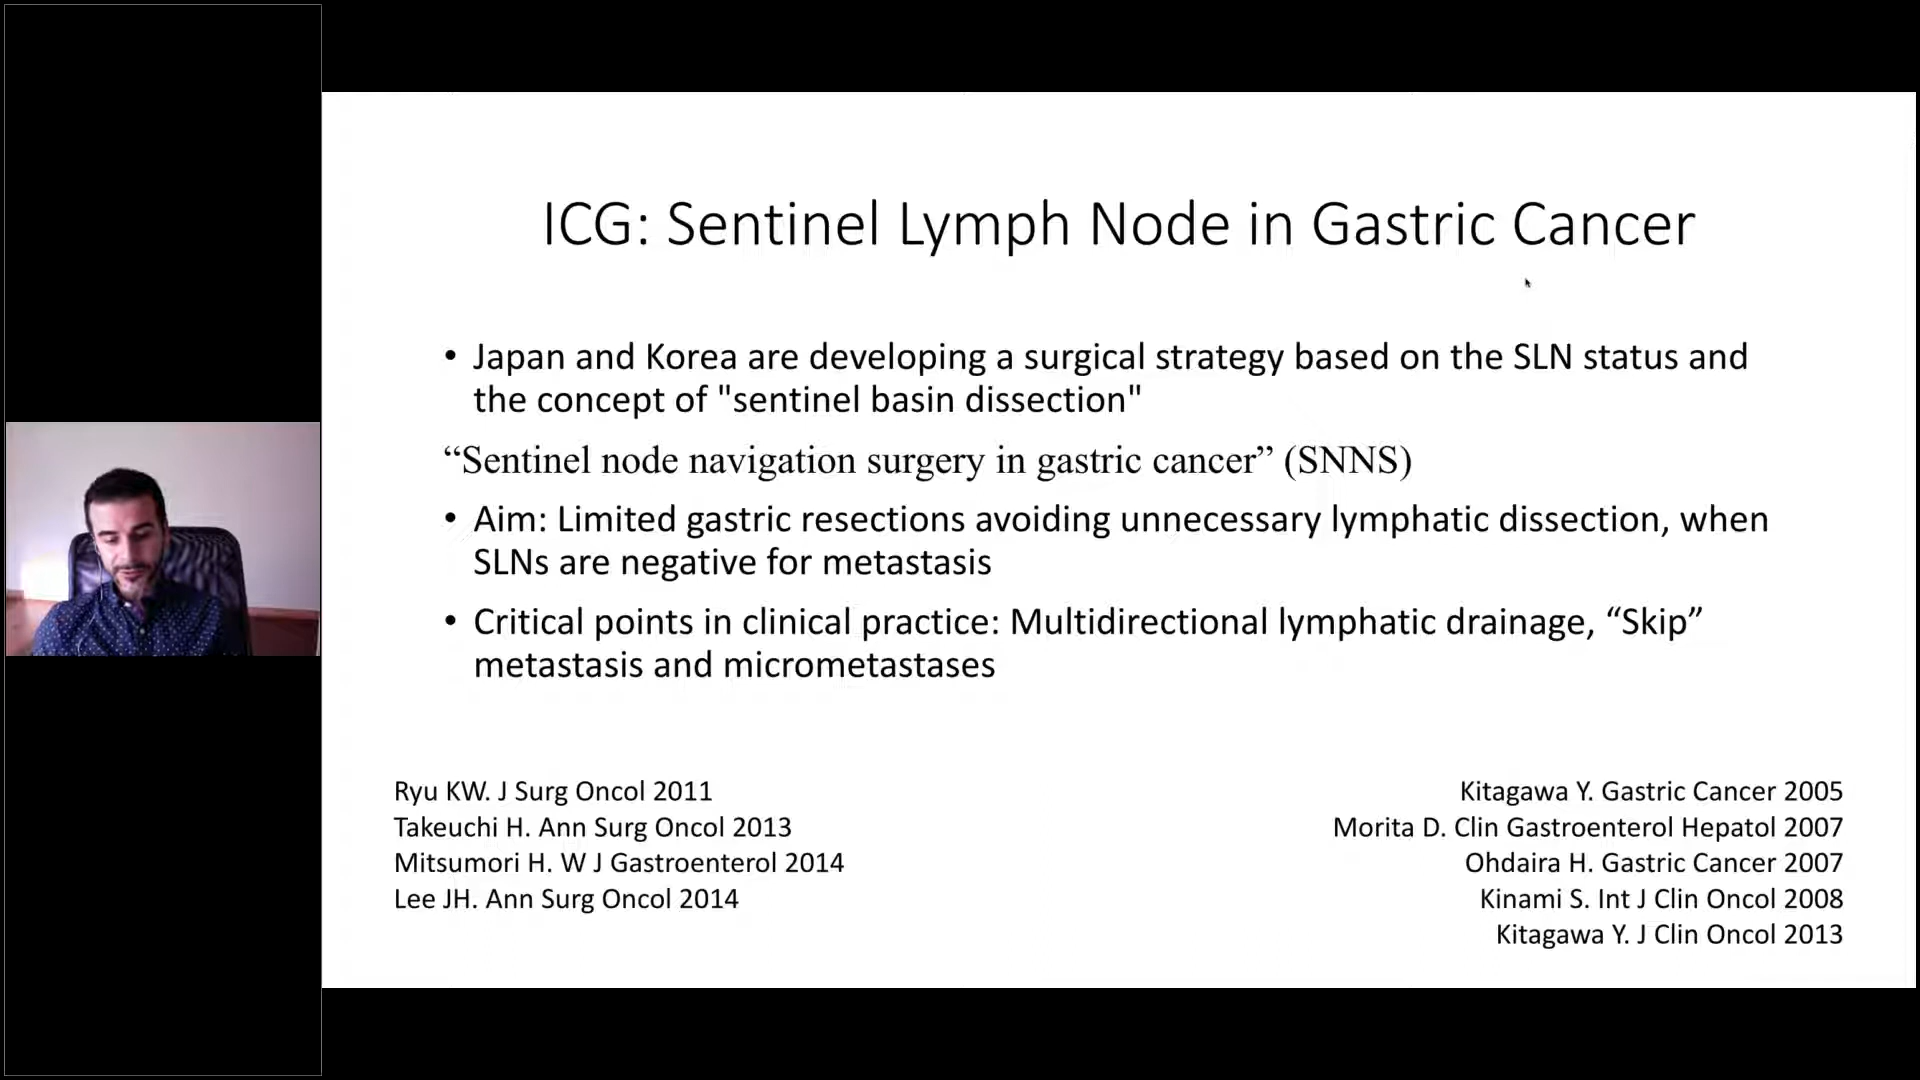 ICG: Sentinel Lymph Node in Gastric Cancer
• Japan and Korea are developing a surgical strategy based on the SLN status and
the concept of "sentinel basin dissection"
“Sentinel node navigation surgery in gastric cancer” (SNNS)
• Aim: Limited gastric resections avoiding unnecessary lymphatic dissection, when
SLNs are negative for metastasis
• Critical points in clinical practice: Multidirectional lymphatic drainage, “Skip”
metastasis and micrometastases
Ryu KW. J Surg Oncol 2011
Takeuchi H. Ann Surg Oncol 2013
Mitsumori H. W J Gastroenterol 2014
Lee JH. Ann Surg Oncol 2014
Kitagawa Y. Gastric Cancer 2005
Morita D. Clin Gastroenterol Hepatol 2007
Ohdaira H. Gastric Cancer 2007
Kinami S. Int J Clin Oncol 2008
Kitagawa Y. J Clin Oncol 2013